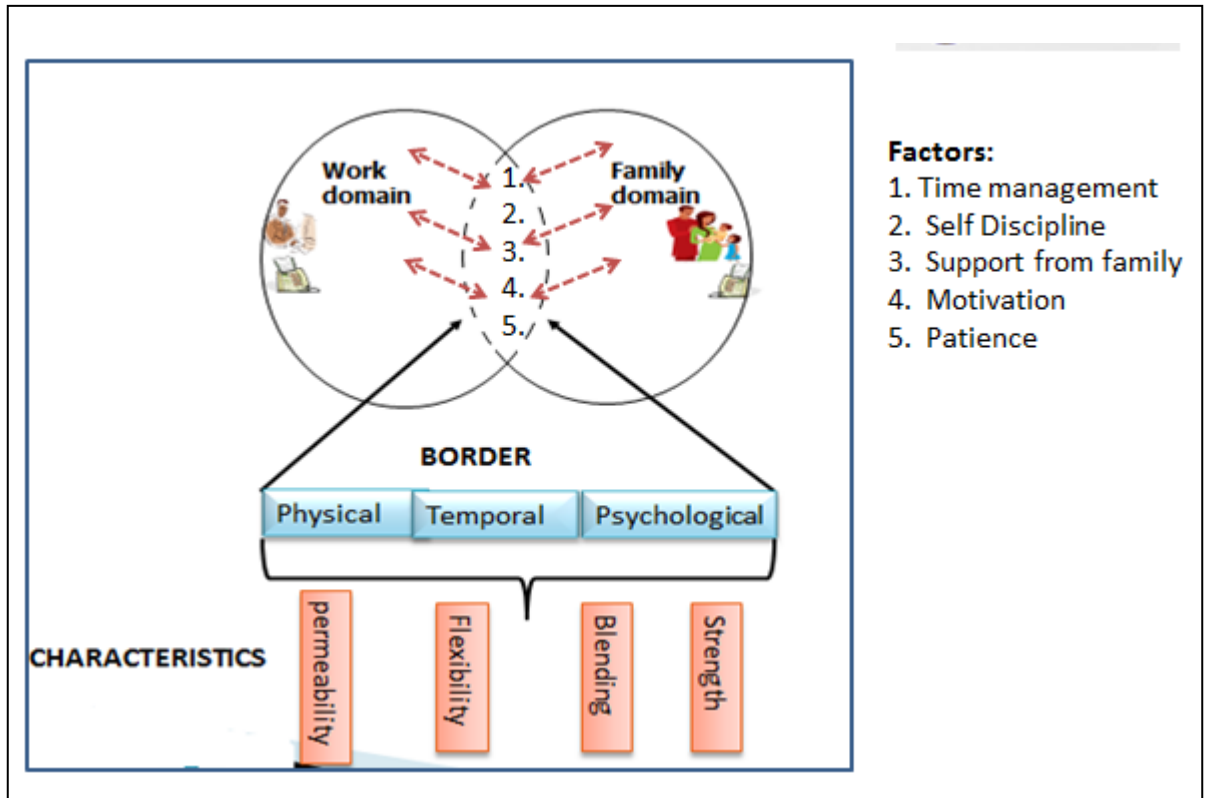 Work
domain
Family
domain
1.
2.
3.
4.
5.
BORDER
Physical
Temporal
Psychological
CHARACTERISTICS
permeability
Flexibility
Blending
Strength
Factors:
1. Time management
2. Self Discipline
3. Support from family
4. Motivation
5. Patience